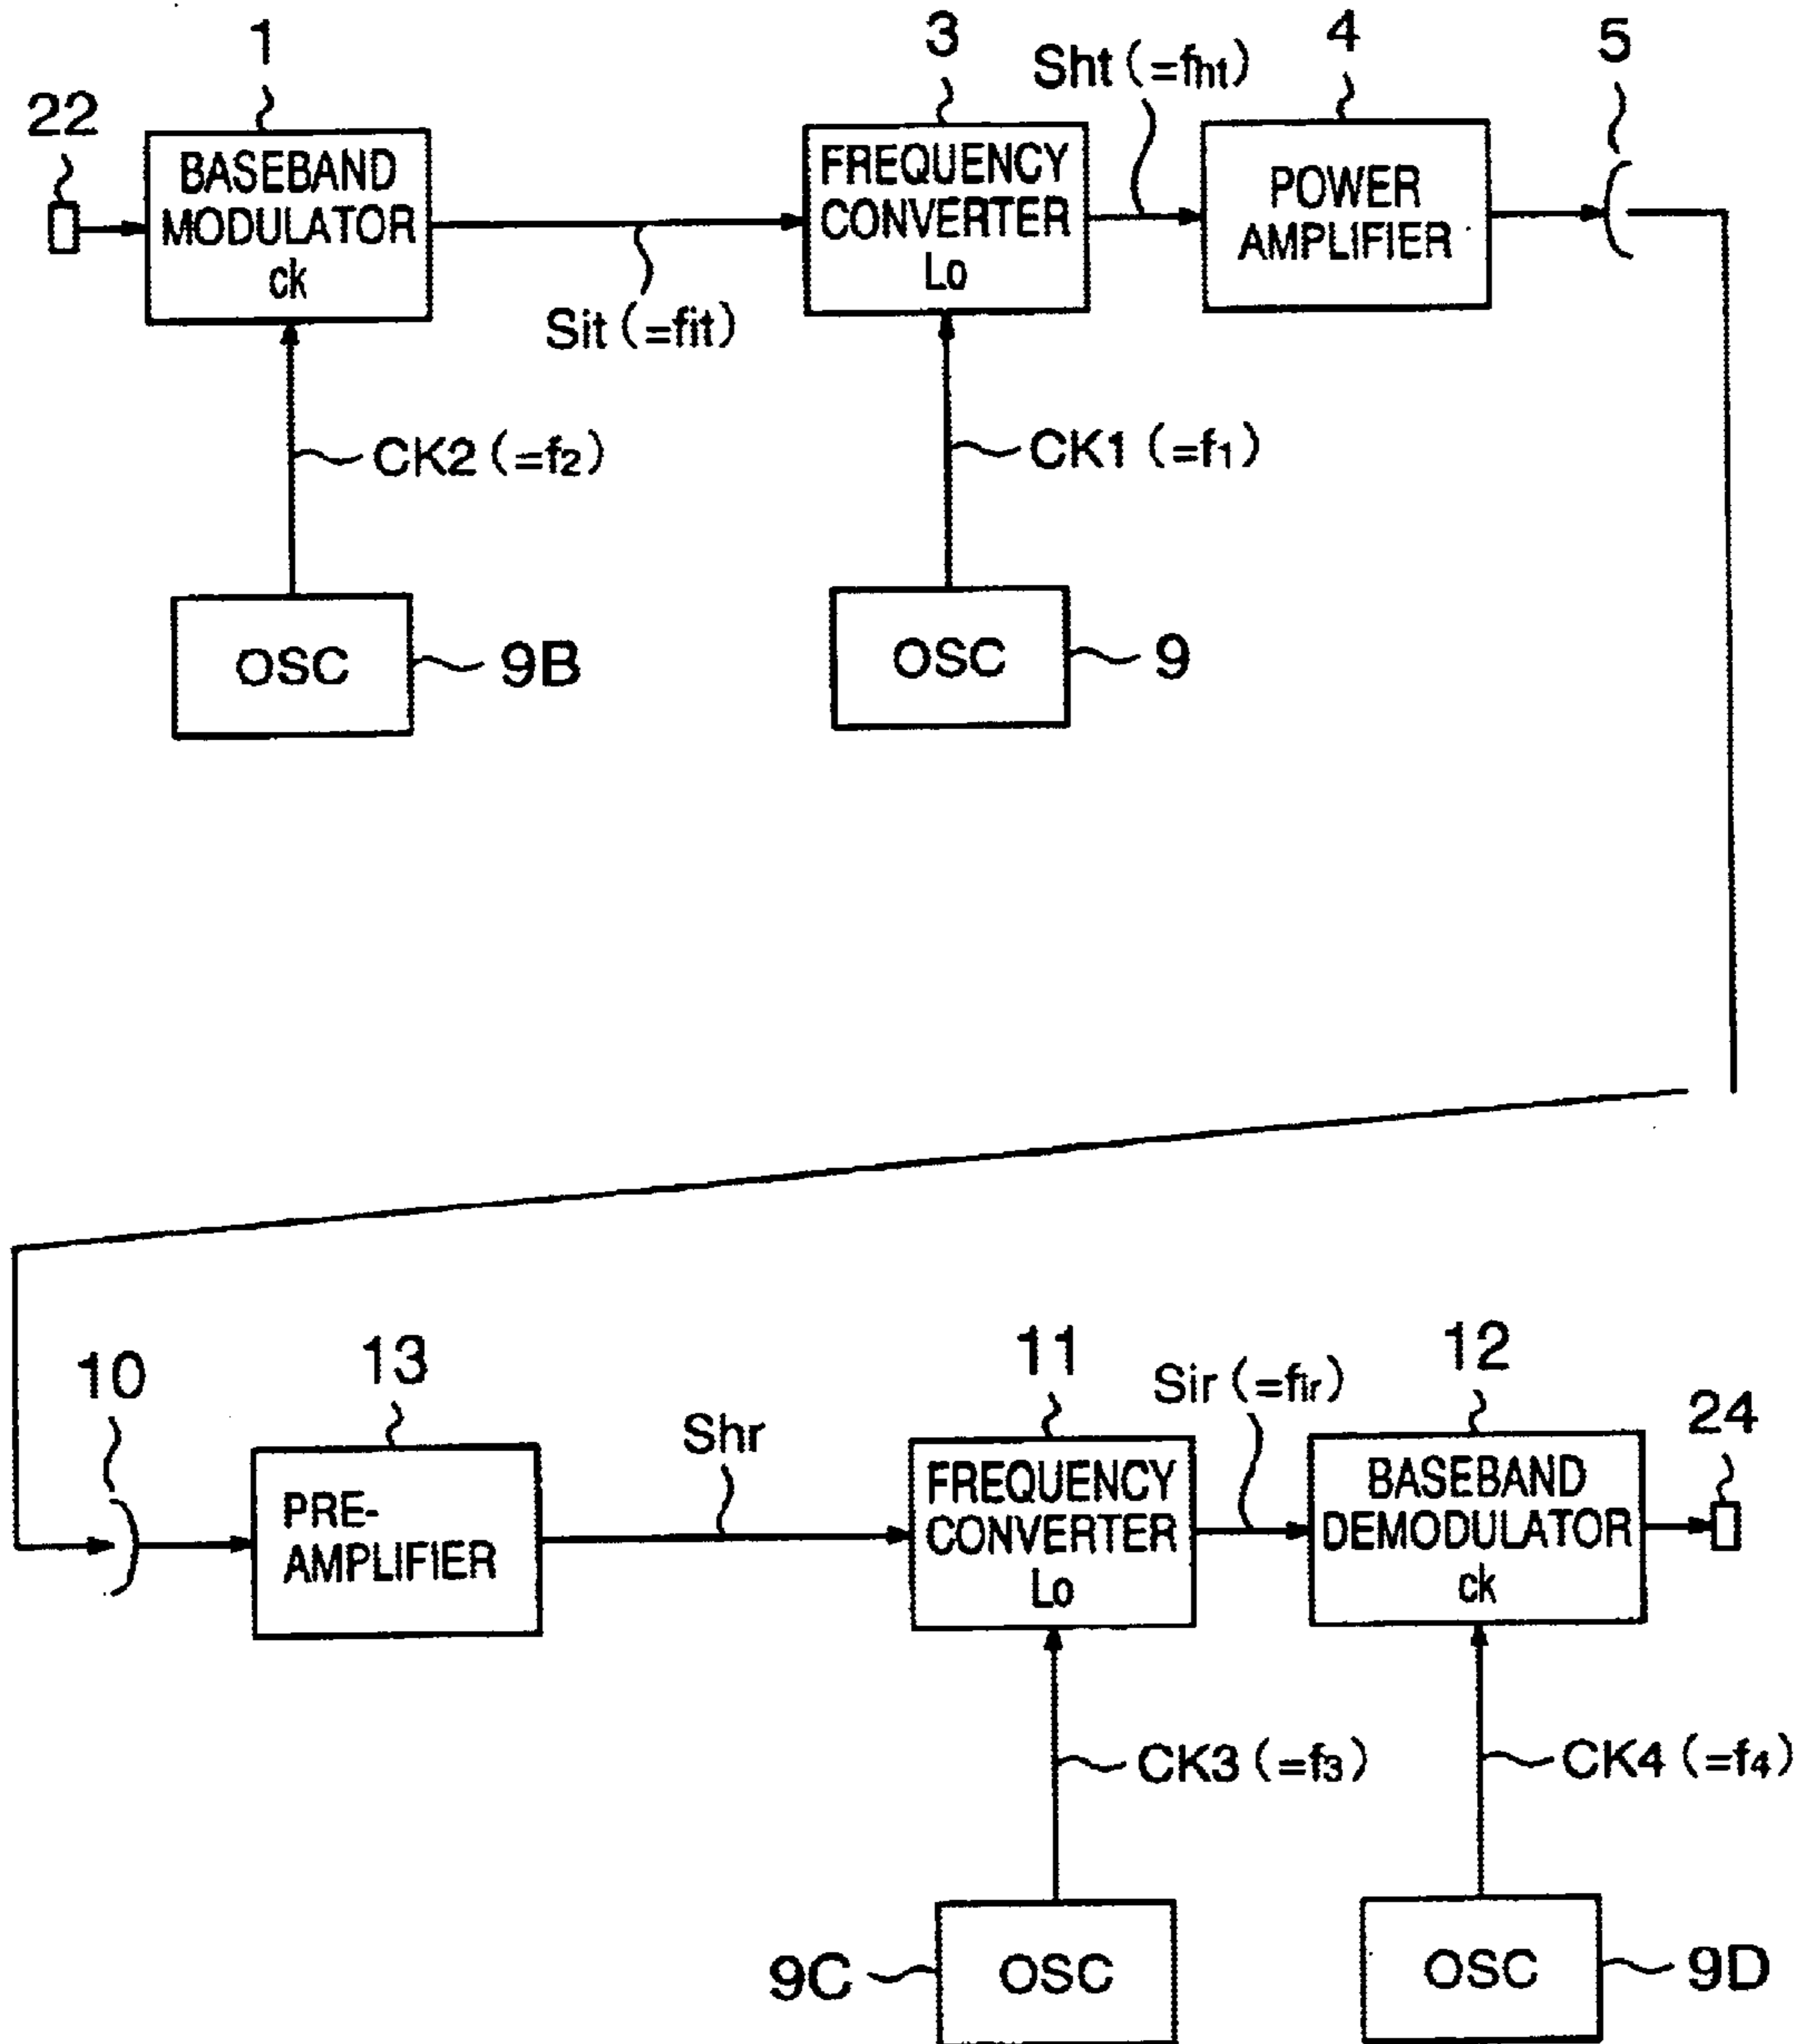 1
3
4
5
22
Sht (=fht)
BASEBAND
MODULATOR
ck
FREQUENCY
CONVERTER
Lo
POWER
AMPLIFIER
Sit (=fit)
CK2 (=f2)
CK1 (=f1)
OSC
9B
OSC
9
10
13
11
12
24
Shr
Sir (=fir)
PRE-
AMPLIFIER
FREQUENCY
CONVERTER
Lo
BASEBAND
DEMODULATOR
ck
CK3 (=f3)
CK4 (=f4)
9C
OSC
OSC
9D